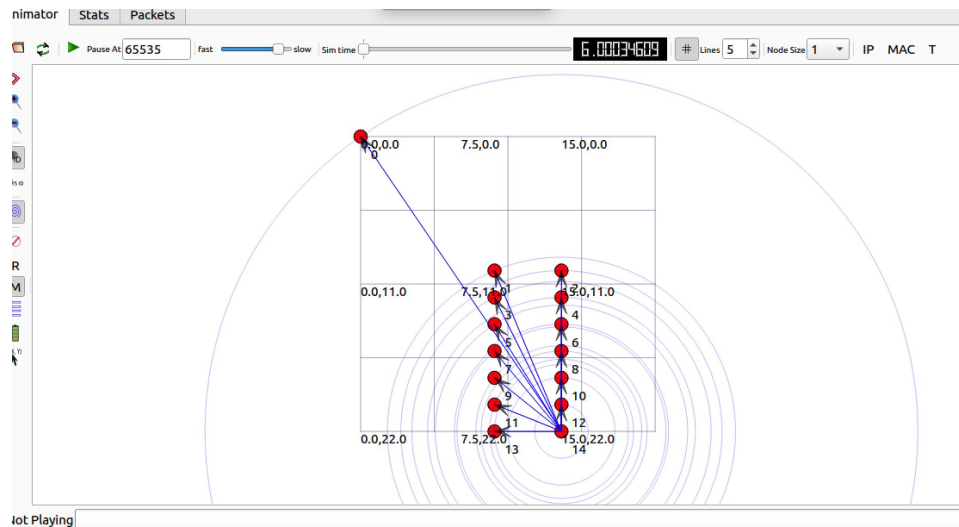 nimator Stats Packets
Pause At 65535 fast slow Sim time 6.00034609 Lines 5 Node Size 1 IP MAC T
R
M
0.0,0.0 7.5,0.0 15.0,0.0
0
0.0,11.0 7.5,11.0 15.0,11.0
1 2
3 4
5 6
7 8
9 10
11 12
0.0,22.0 7.5,22.0 15.0,22.0
13 14
Not Playing